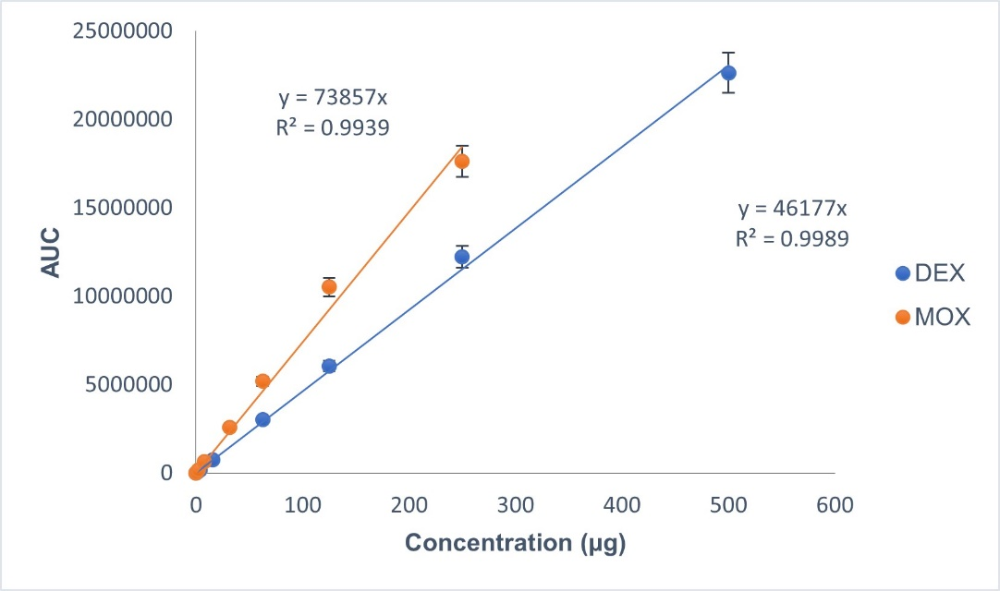 25000000
20000000
15000000
10000000
5000000
0
AUC
y = 73857x
R² = 0.9939
y = 46177x
R² = 0.9989
DEX
MOX
0 100 200 300 400 500 600
Concentration (µg)